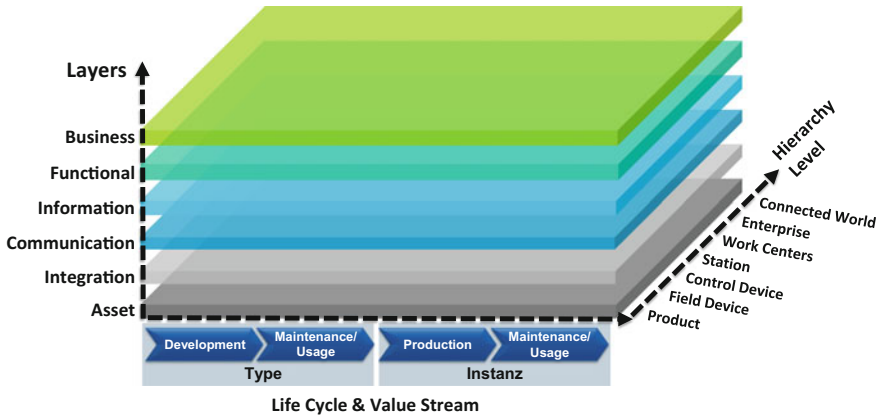 Layers
Business
Functional
Information
Communication
Integration
Asset
Hierarchy
Level
Connected World
Enterprise
Work Centers
Station
Control Device
Field Device
Product
Development
Maintenance/
Usage
Production
Maintenance/
Usage
Type
Instanz
Life Cycle & Value Stream